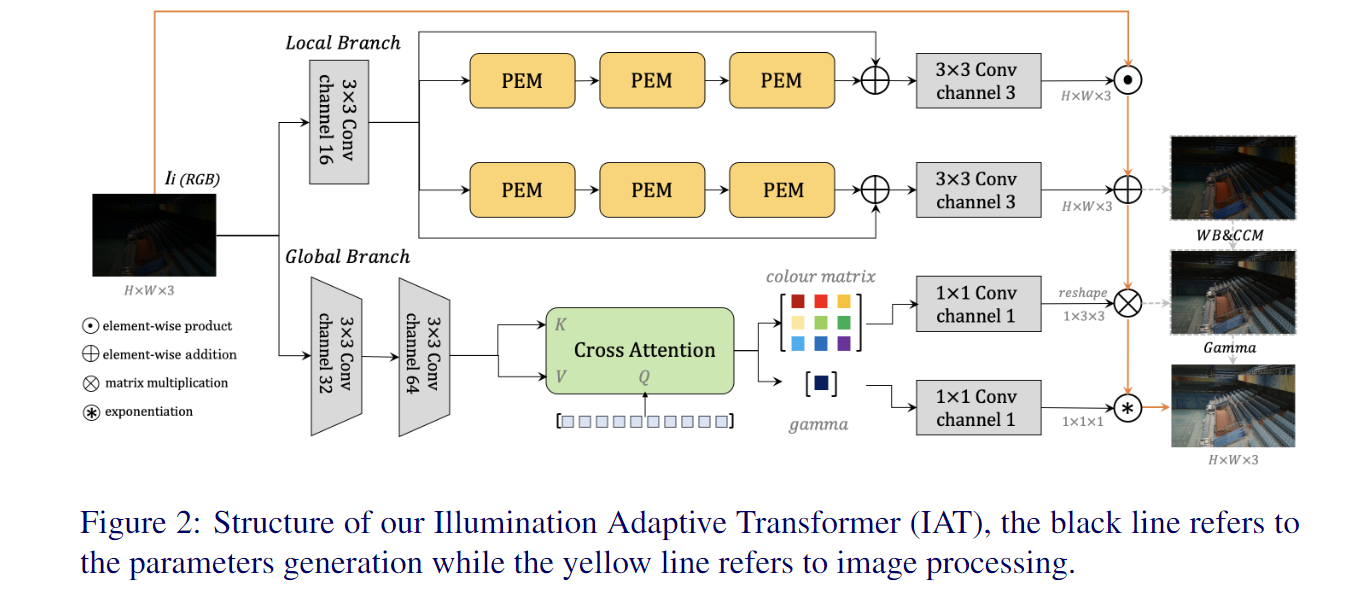 Local Branch
3×3 Conv
channel 16
PEM
PEM
PEM
3×3 Conv
channel 3
H×W×3
Ii (RGB)
PEM
PEM
PEM
3×3 Conv
channel 3
H×W×3
WB&CCM
H×W×3
Global Branch
3×3 Conv
channel 32
3×3 Conv
channel 64
K
V
Q
Cross Attention
colour matrix
gamma
1×1 Conv
channel 1
reshape
1×3×3
Gamma
1×1 Conv
channel 1
1×1×1
H×W×3
element-wise product
element-wise addition
matrix multiplication
exponentiation
Figure 2: Structure of our Illumination Adaptive Transformer (IAT), the black line refers to
the parameters generation while the yellow line refers to image processing.